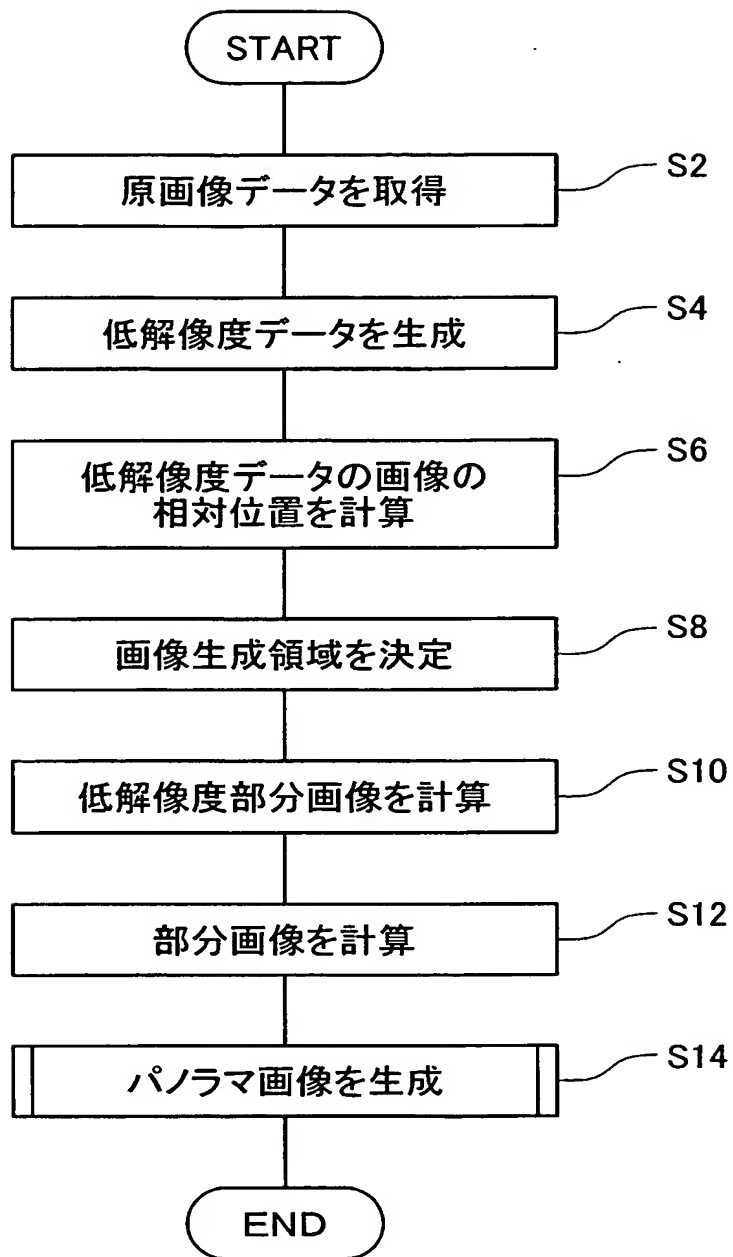 START
原画像データを取得
S2
低解像度データを生成
S4
低解像度データの画像の
相対位置を計算
S6
画像生成領域を決定
S8
低解像度部分画像を計算
S10
部分画像を計算
S12
パノラマ画像を生成
S14
END